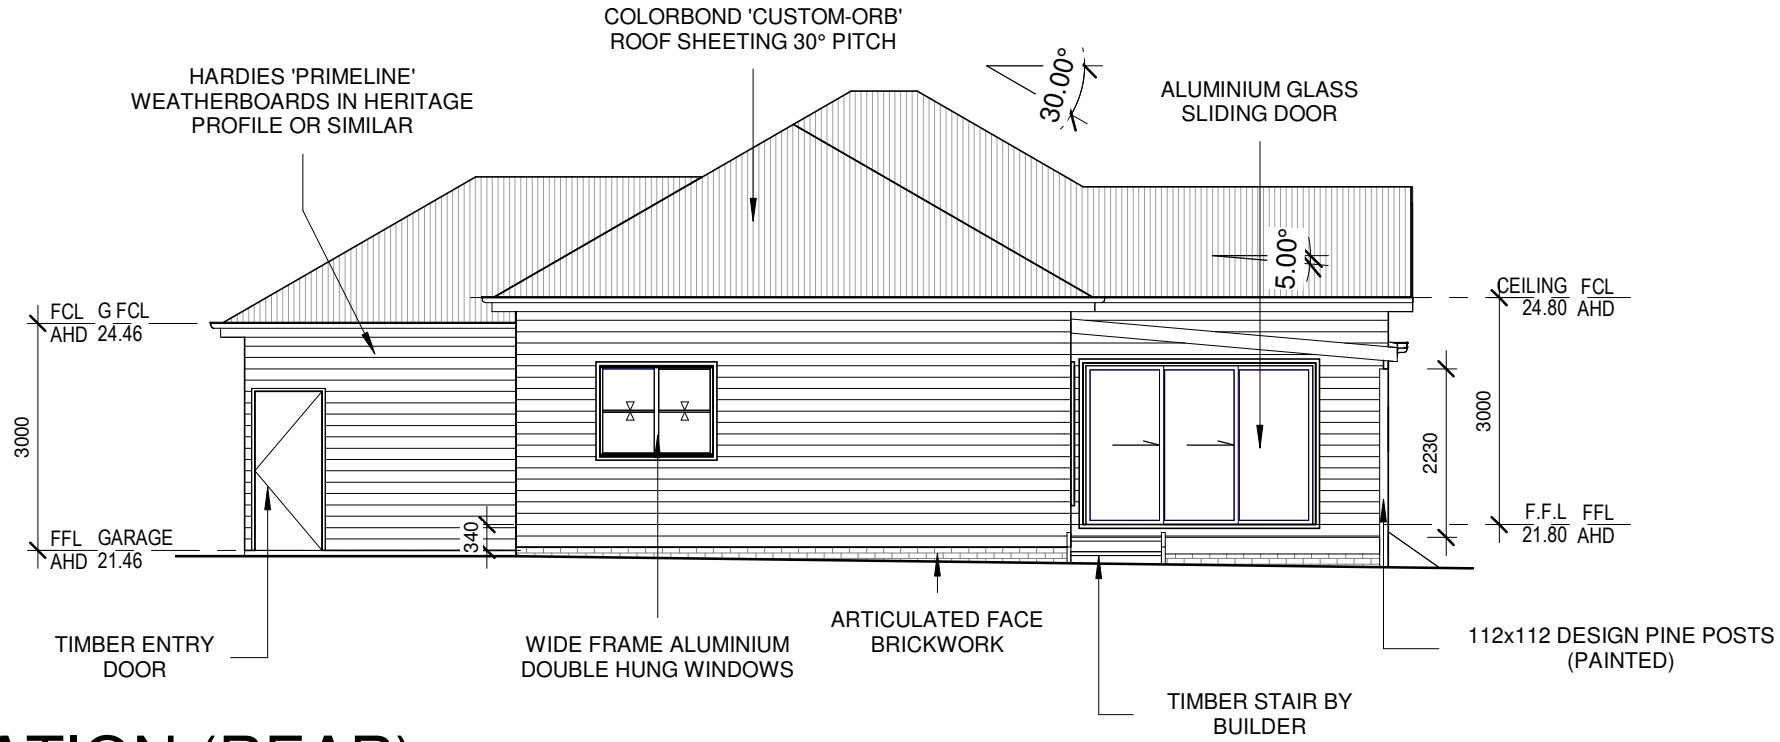 COLORBOND 'CUSTOM-ORB'
ROOF SHEETING 30° PITCH
HARDIES 'PRIMELINE'
WEATHERBOARDS IN HERITAGE
PROFILE OR SIMILAR
30.00°
ALUMINIUM GLASS
SLIDING DOOR
5.00°
FCL G FCL
AHD 24.46
CEILING FCL
24.80 AHD
3000
3000
2230
340
FFL GARAGE
AHD 21.46
F.F.L FFL
21.80 AHD
TIMBER ENTRY
DOOR
WIDE FRAME ALUMINIUM
DOUBLE HUNG WINDOWS
ARTICULATED FACE
BRICKWORK
112x112 DESIGN PINE POSTS
(PAINTED)
TIMBER STAIR BY
BUILDER
(REAR)